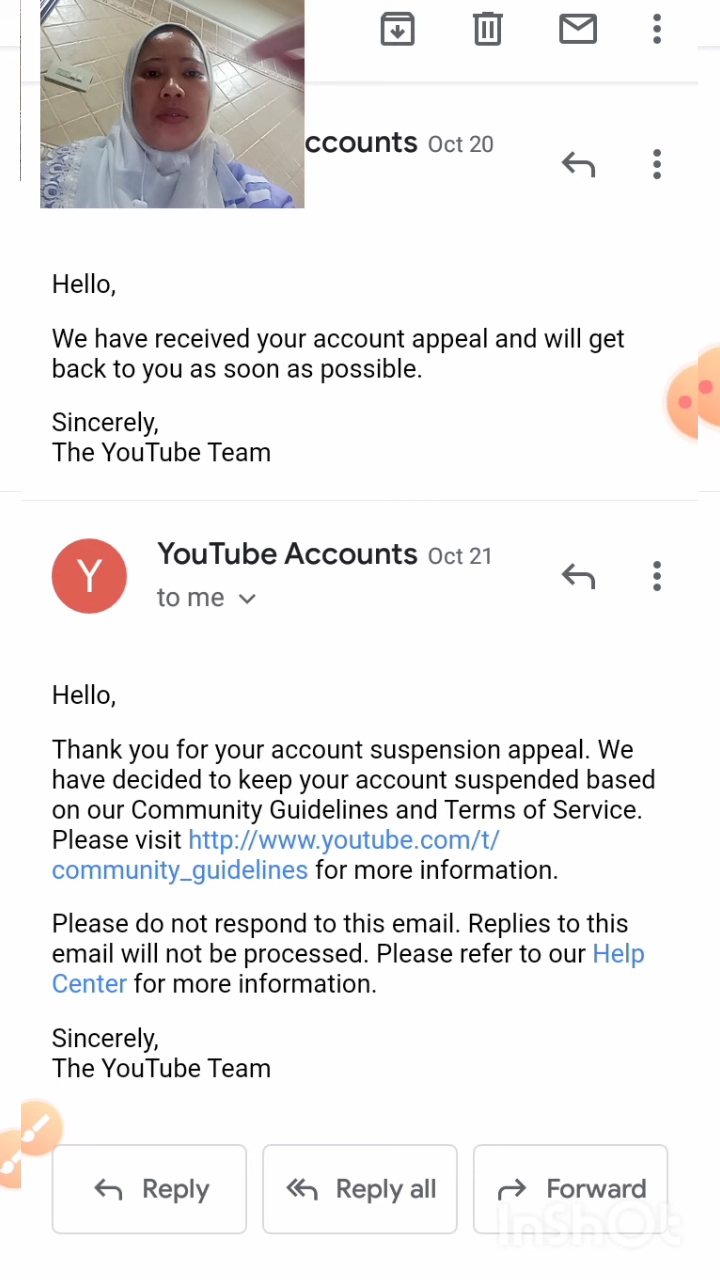 ccounts Oct 20
Hello,
We have received your account appeal and will get
back to you as soon as possible.
Sincerely,
The YouTube Team
Y
YouTube Accounts Oct 21
to me
Hello,
Thank you for your account suspension appeal. We
have decided to keep your account suspended based
on our Community Guidelines and Terms of Service.
Please visit http://www.youtube.com/t/
community_guidelines for more information.
Please do not respond to this email. Replies to this
email will not be processed. Please refer to our Help
Center for more information.
Sincerely,
The YouTube Team
Reply Reply all Forward
InShOt